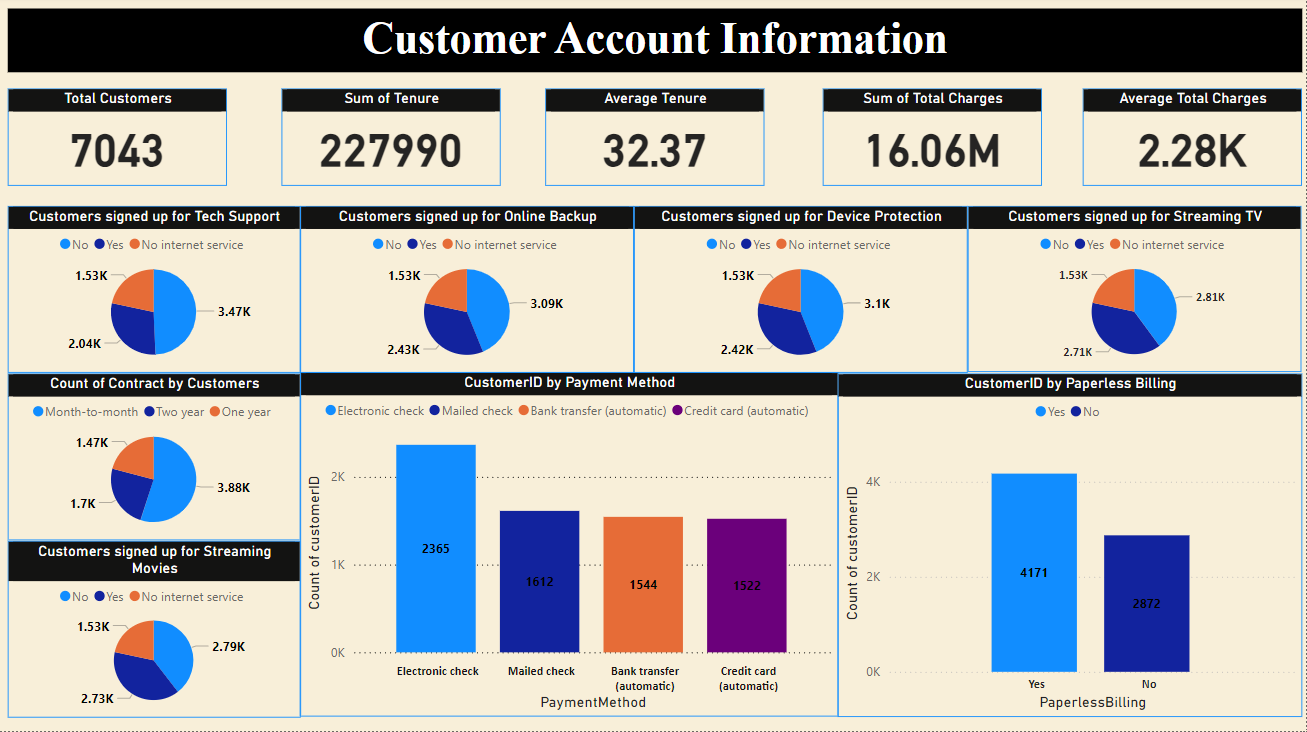 Customer Account Information
Total Customers
7043
Sum of Tenure
227990
Average Tenure
32.37
Sum of Total Charges
16.06M
Average Total Charges
2.28K
Customers signed up for Tech Support
No Yes No internet service
1.53K
3.47K
2.04K
Customers signed up for Online Backup
No Yes No internet service
1.53K
3.09K
2.43K
Customers signed up for Device Protection
No Yes No internet service
1.53K
3.1K
2.42K
Customers signed up for Streaming TV
No Yes No internet service
1.53K
2.81K
2.71K
Count of Contract by Customers
Month-to-month Two year One year
1.47K
3.88K
1.7K
Customers signed up for Streaming
Movies
No Yes No internet service
1.53K
2.79K
2.73K
CustomerID by Payment Method
Electronic check Mailed check Bank transfer (automatic) Credit card (automatic)
Count of customerID
2K
1K
0K
2365
1612
1544
1522
Electronic check
Mailed check
Bank transfer
(automatic)
Credit card
(automatic)
PaymentMethod
CustomerID by Paperless Billing
Yes No
Count of customerID
4K
2K
0K
4171
2872
Yes
No
PaperlessBilling